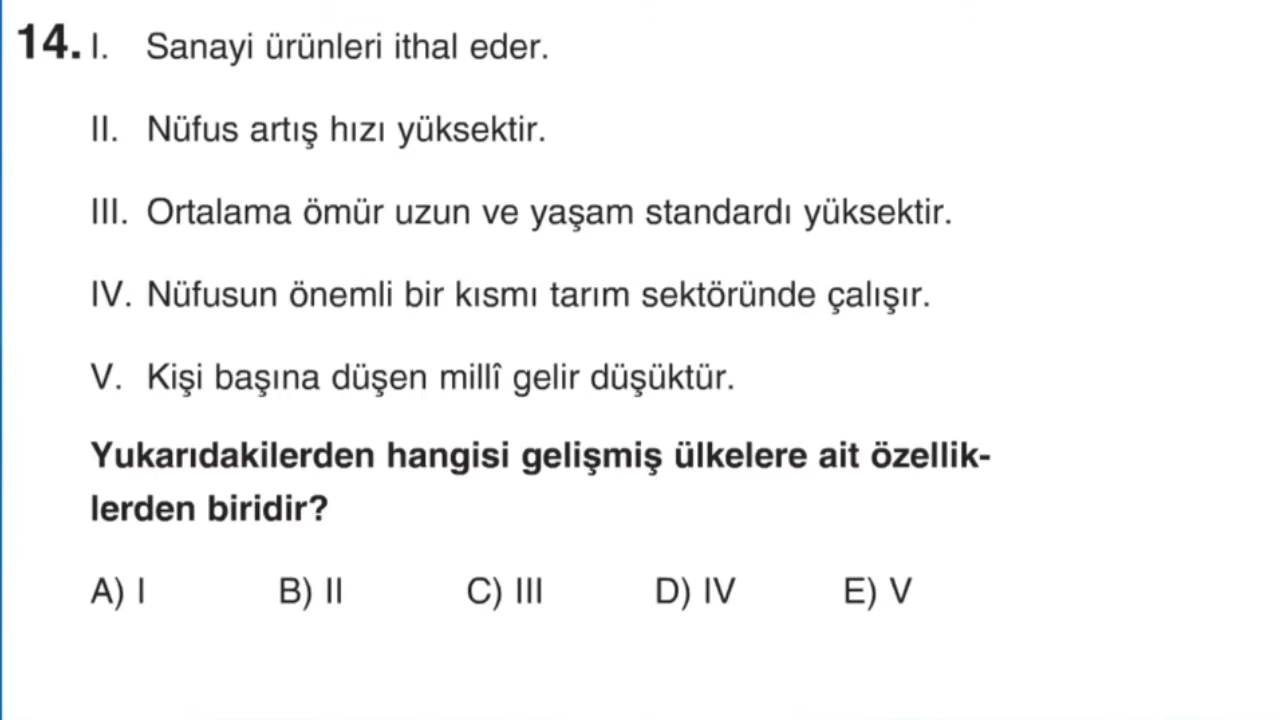 14. I. Sanayi ürünleri ithal eder.
II. Nüfus artış hızı yüksektir.
III. Ortalama ömür uzun ve yaşam standardı yüksektir.
IV. Nüfusun önemli bir kısmı tarım sektöründe çalışır.
V. Kişi başına düşen millî gelir düşüktür.
Yukarıdakilerden hangisi gelişmiş ülkelere ait özellik-
lerden biridir?
A) I B) II C) III D) IV E) V